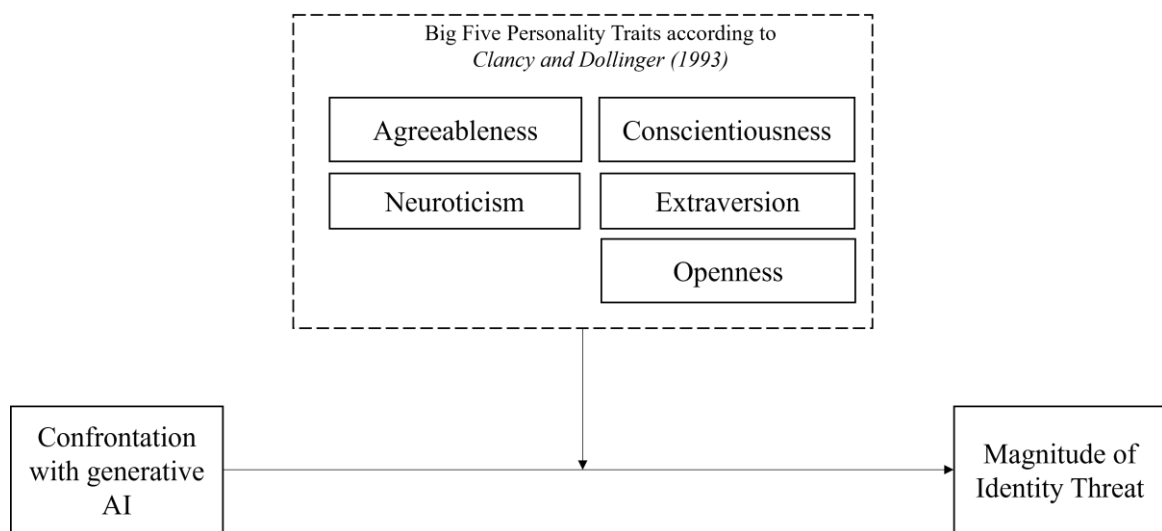 Big Five Personality Traits according to
Clancy and Dollinger (1993)
Agreeableness
Conscientiousness
Neuroticism
Extraversion
Openness
Confrontation
with generative
AI
Magnitude of
Identity Threat